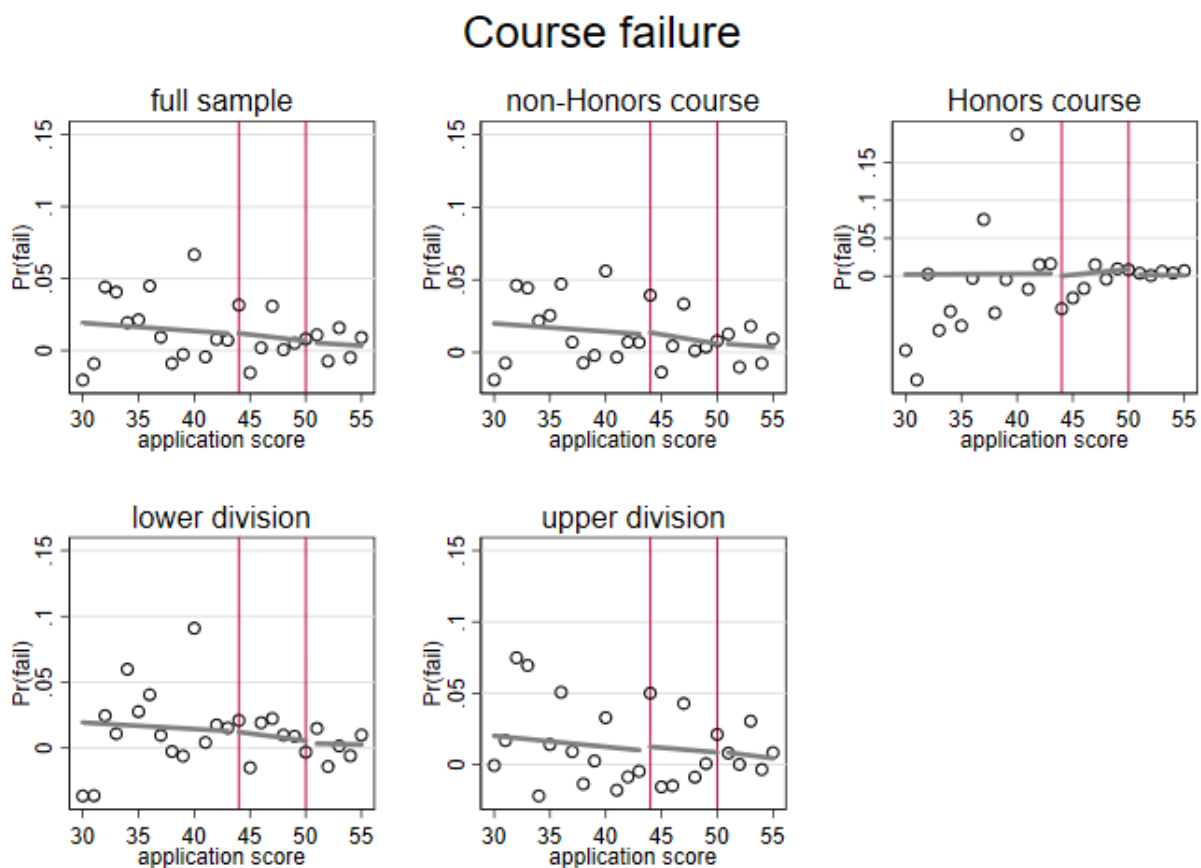 Course failure
full sample
Pr(fail)
.15
.1
.05
0
30 35 40 45 50 55
application score
non-Honors course
Pr(fail)
.15
.1
.05
0
30 35 40 45 50 55
application score
Honors course
Pr(fail)
.15
.1
.05
0
30 35 40 45 50 55
application score
lower division
Pr(fail)
.15
.1
.05
0
30 35 40 45 50 55
application score
upper division
Pr(fail)
.15
.1
.05
0
30 35 40 45 50 55
application score